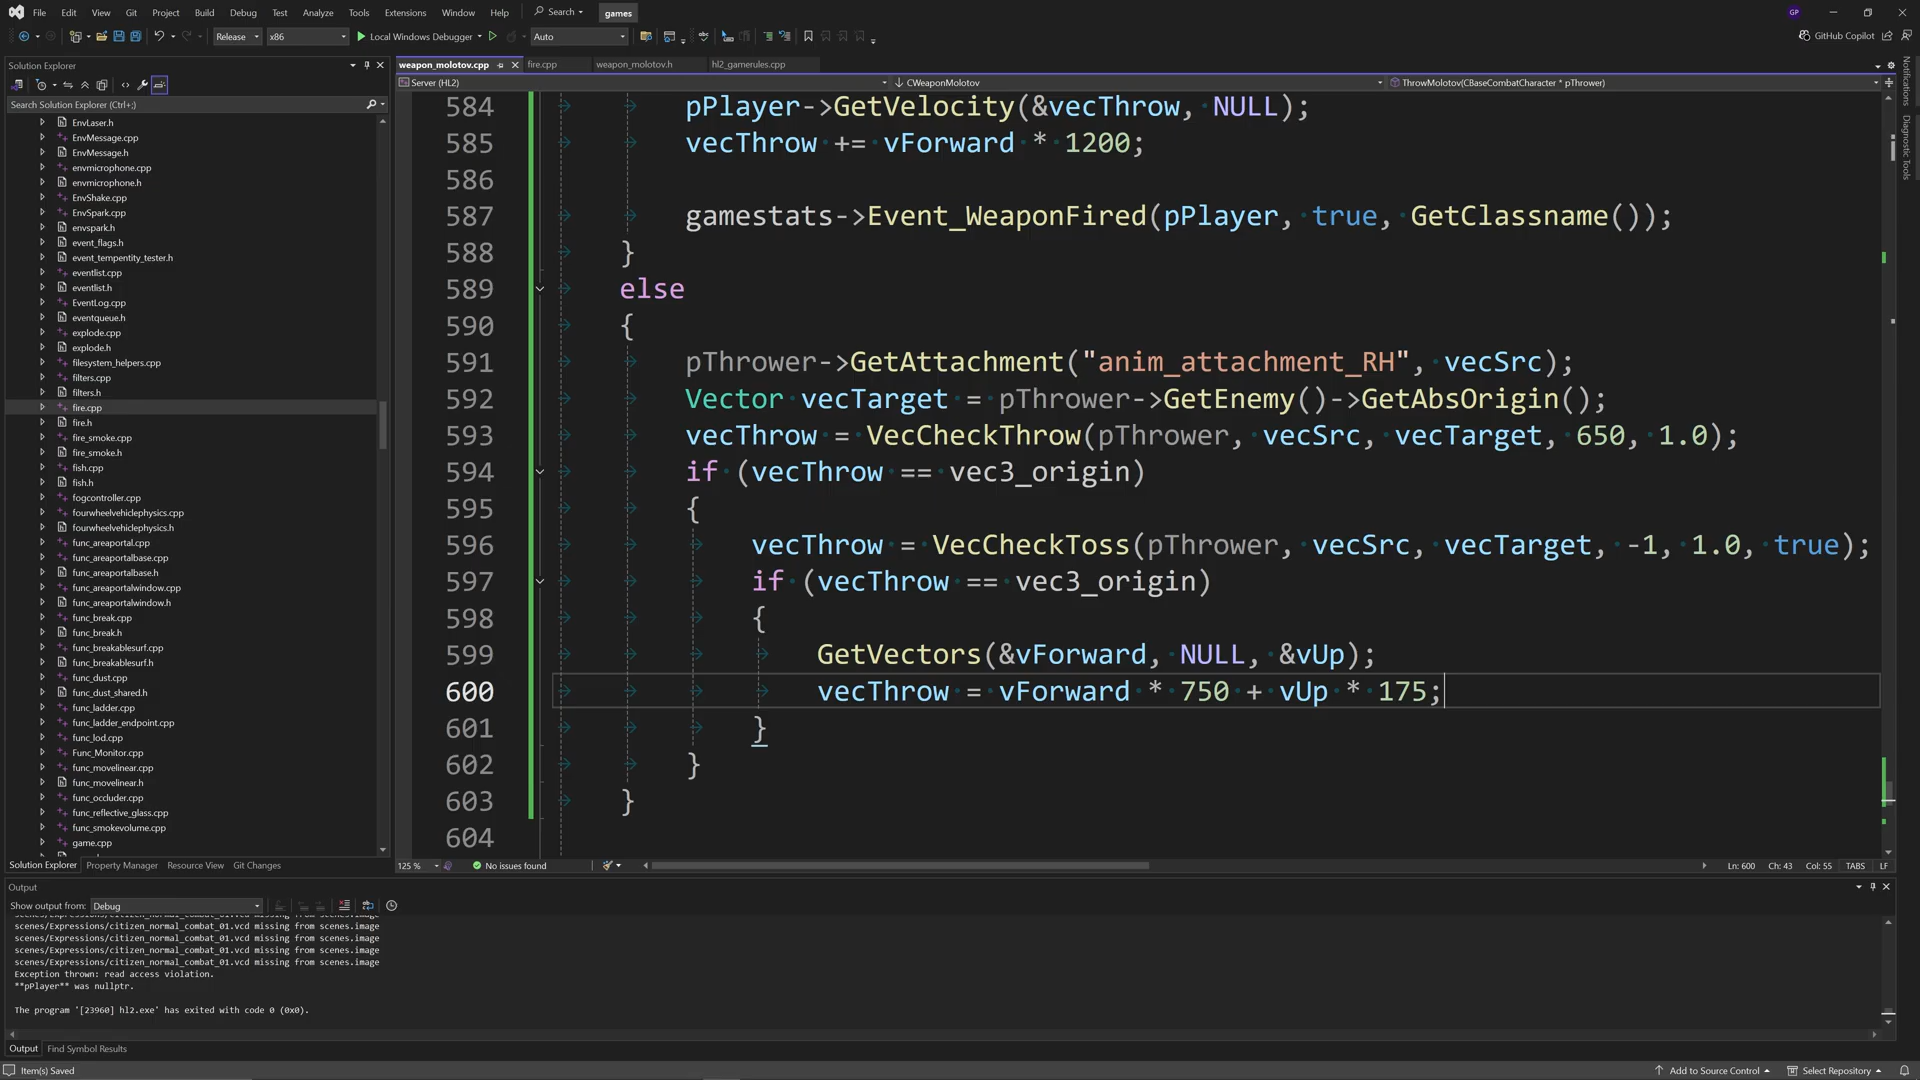 File Edit View Git Project Build Debug Test Analyze Tools Extensions Window Help Search games GP
Release x86 Local Windows Debugger Auto GitHub Copilot
Solution Explorer
Search Solution Explorer (Ctrl+;)
EnvLaser.h
EnvMessage.cpp
EnvMessage.h
envmicrophone.cpp
envmicrophone.h
EnvShake.cpp
EnvSpark.cpp
envspark.h
event_flags.h
event_tempentity_tester.h
eventlist.cpp
eventlist.h
EventLog.cpp
eventqueue.h
explode.cpp
explode.h
filesystem_helpers.cpp
filters.cpp
filters.h
fire.cpp
fire.h
fire_smoke.cpp
fire_smoke.h
fish.cpp
fish.h
fogcontroller.cpp
fourwheelvehiclephysics.cpp
fourwheelvehiclephysics.h
func_areaportal.cpp
func_areaportalbase.cpp
func_areaportalbase.h
func_areaportalwindow.cpp
func_areaportalwindow.h
func_break.cpp
func_break.h
func_breakablesurf.cpp
func_breakablesurf.h
func_dust.cpp
func_dust_shared.h
func_ladder.cpp
func_ladder_endpoint.cpp
func_lod.cpp
Func_Monitor.cpp
func_movelinear.cpp
func_movelinear.h
func_occluder.cpp
func_reflective_glass.cpp
func_smokevolume.cpp
game.cpp
Solution Explorer Property Manager Resource View Git Changes
weapon_molotov.cpp fire.cpp weapon_molotov.h hl2_gamerules.cpp
Server (HL2) CWeaponMolotov ThrowMolotov(CBaseCombatCharacter * pThrower)
584 pPlayer->GetVelocity(&vecThrow, NULL);
585 vecThrow += vForward * 1200;
586
587 gamestats->Event_WeaponFired(pPlayer, true, GetClassname());
588 }
589 else
590 {
591 pThrower->GetAttachment("anim_attachment_RH", vecSrc);
592 Vector vecTarget = pThrower->GetEnemy()->GetAbsOrigin();
593 vecThrow = VecCheckThrow(pThrower, vecSrc, vecTarget, 650, 1.0);
594 if (vecThrow == vec3_origin)
595 {
596 vecThrow = VecCheckToss(pThrower, vecSrc, vecTarget, -1, 1.0, true);
597 if (vecThrow == vec3_origin)
598 {
599 GetVectors(&vForward, NULL, &vUp);
600 vecThrow = vForward * 750 + vUp * 175;
601 }
602 }
603 }
604
125 % No issues found Ln: 600 Ch: 43 Col: 55 TABS LF
Notifications
Diagnostic Tools
Output
Show output from: Debug
scenes/Expressions/citizen_normal_combat_01.vcd missing from scenes.image
scenes/Expressions/citizen_normal_combat_01.vcd missing from scenes.image
scenes/Expressions/citizen_normal_combat_01.vcd missing from scenes.image
scenes/Expressions/citizen_normal_combat_01.vcd missing from scenes.image
scenes/Expressions/citizen_normal_combat_01.vcd missing from scenes.image
Exception thrown: read access violation.
**pPlayer** was nullptr.
The program '[23960] hl2.exe' has exited with code 0 (0x0).
Output Find Symbol Results
Item(s) Saved Add to Source Control Select Repository